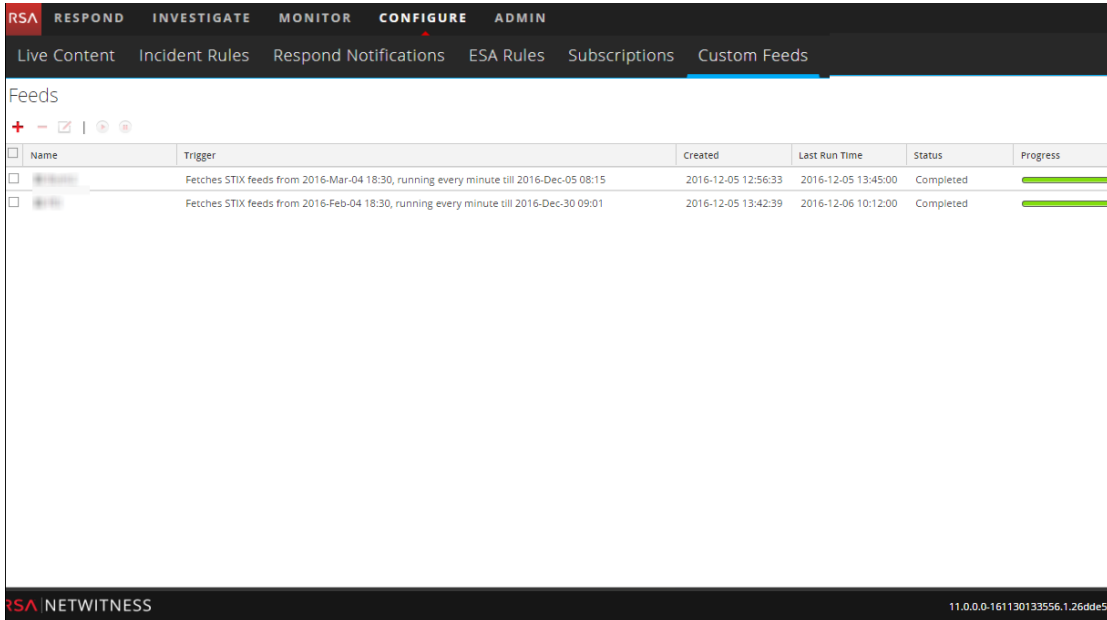 RSA RESPOND INVESTIGATE MONITOR CONFIGURE ADMIN
Live Content Incident Rules Respond Notifications ESA Rules Subscriptions Custom Feeds
Feeds
Name Trigger Created Last Run Time Status Progress
Fetches STIX feeds from 2016-Mar-04 18:30, running every minute till 2016-Dec-05 08:15 2016-12-05 12:56:33 2016-12-05 13:45:00 Completed
Fetches STIX feeds from 2016-Feb-04 18:30, running every minute till 2016-Dec-30 09:01 2016-12-05 13:42:39 2016-12-06 10:12:00 Completed
RSA NETWITNESS 11.0.0.0-161130133556.1.26dde5